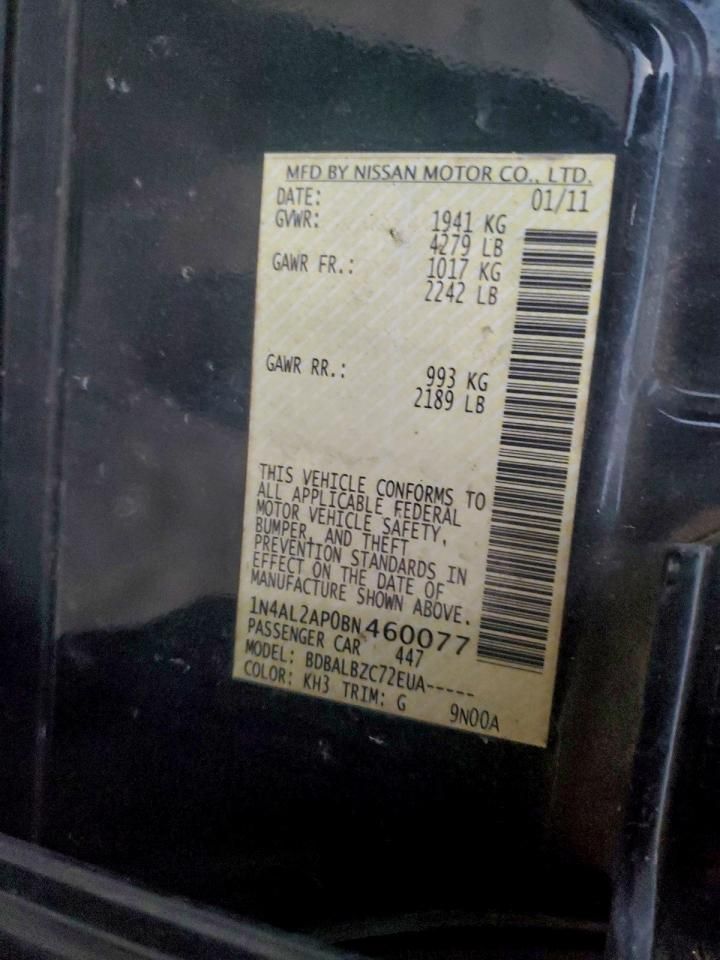 MFD BY NISSAN MOTOR CO., LTD.
DATE: 01/11
GVWR: 1941 KG
4279 LB
GAWR FR.: 1017 KG
2242 LB
GAWR RR.: 993 KG
2189 LB
THIS VEHICLE CONFORMS TO
ALL APPLICABLE FEDERAL
MOTOR VEHICLE SAFETY,
BUMPER, AND THEFT
PREVENTION STANDARDS IN
EFFECT ON THE DATE OF
MANUFACTURE SHOWN ABOVE.
1N4AL2AP0BN460077
PASSENGER CAR 447
MODEL: BDBALBZC72EUA-----
COLOR: KH3 TRIM: G 9N00A